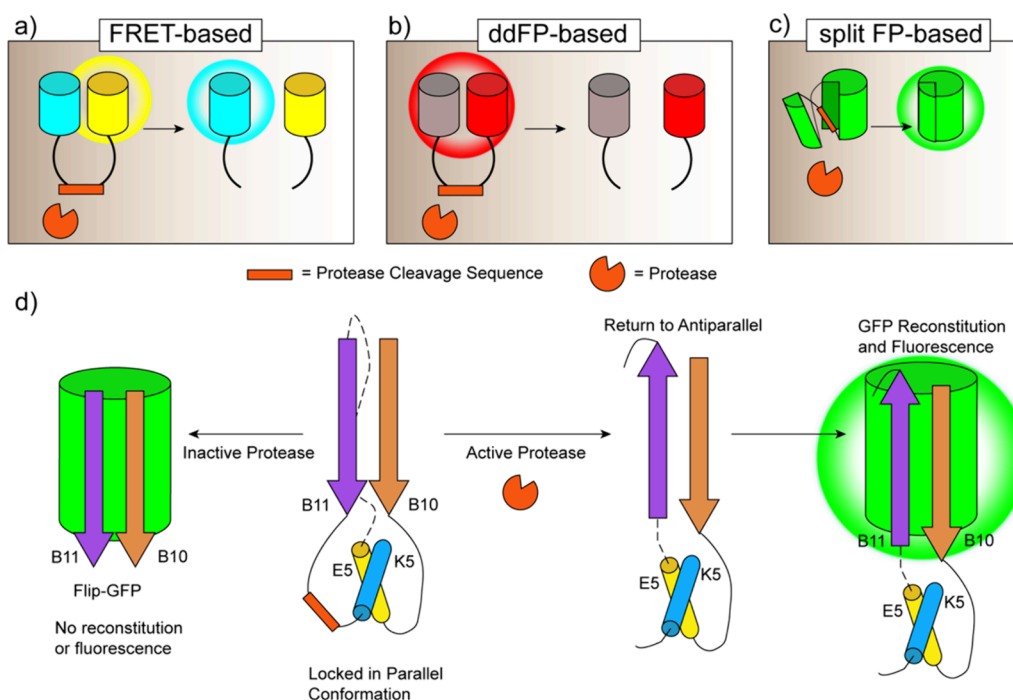 a)
FRET-based
b)
ddFP-based
c)
split FP-based
= Protease Cleavage Sequence
= Protease
d)
B11
B10
Flip-GFP
No reconstitution
or fluorescence
Inactive Protease
B11
B10
E5
K5
Locked in Parallel
Conformation
Active Protease
Return to Antiparallel
E5
K5
GFP Reconstitution
and Fluorescence
B11
B10
E5
K5